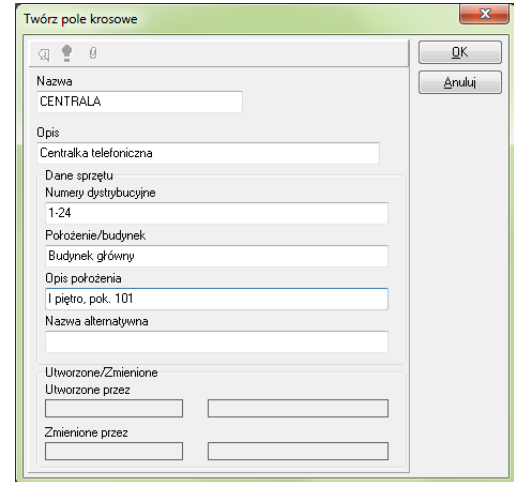 Twórz pole krosowe
OK
Anuluj
Nazwa
CENTRALA
Opis
Centralka telefoniczna
Dane sprzętu
Numery dystrybucyjne
1-24
Położenie/budynek
Budynek główny
Opis położenia
I piętro, pok. 101
Nazwa alternatywna
Utworzone/Zmienione
Utworzone przez
Zmienione przez